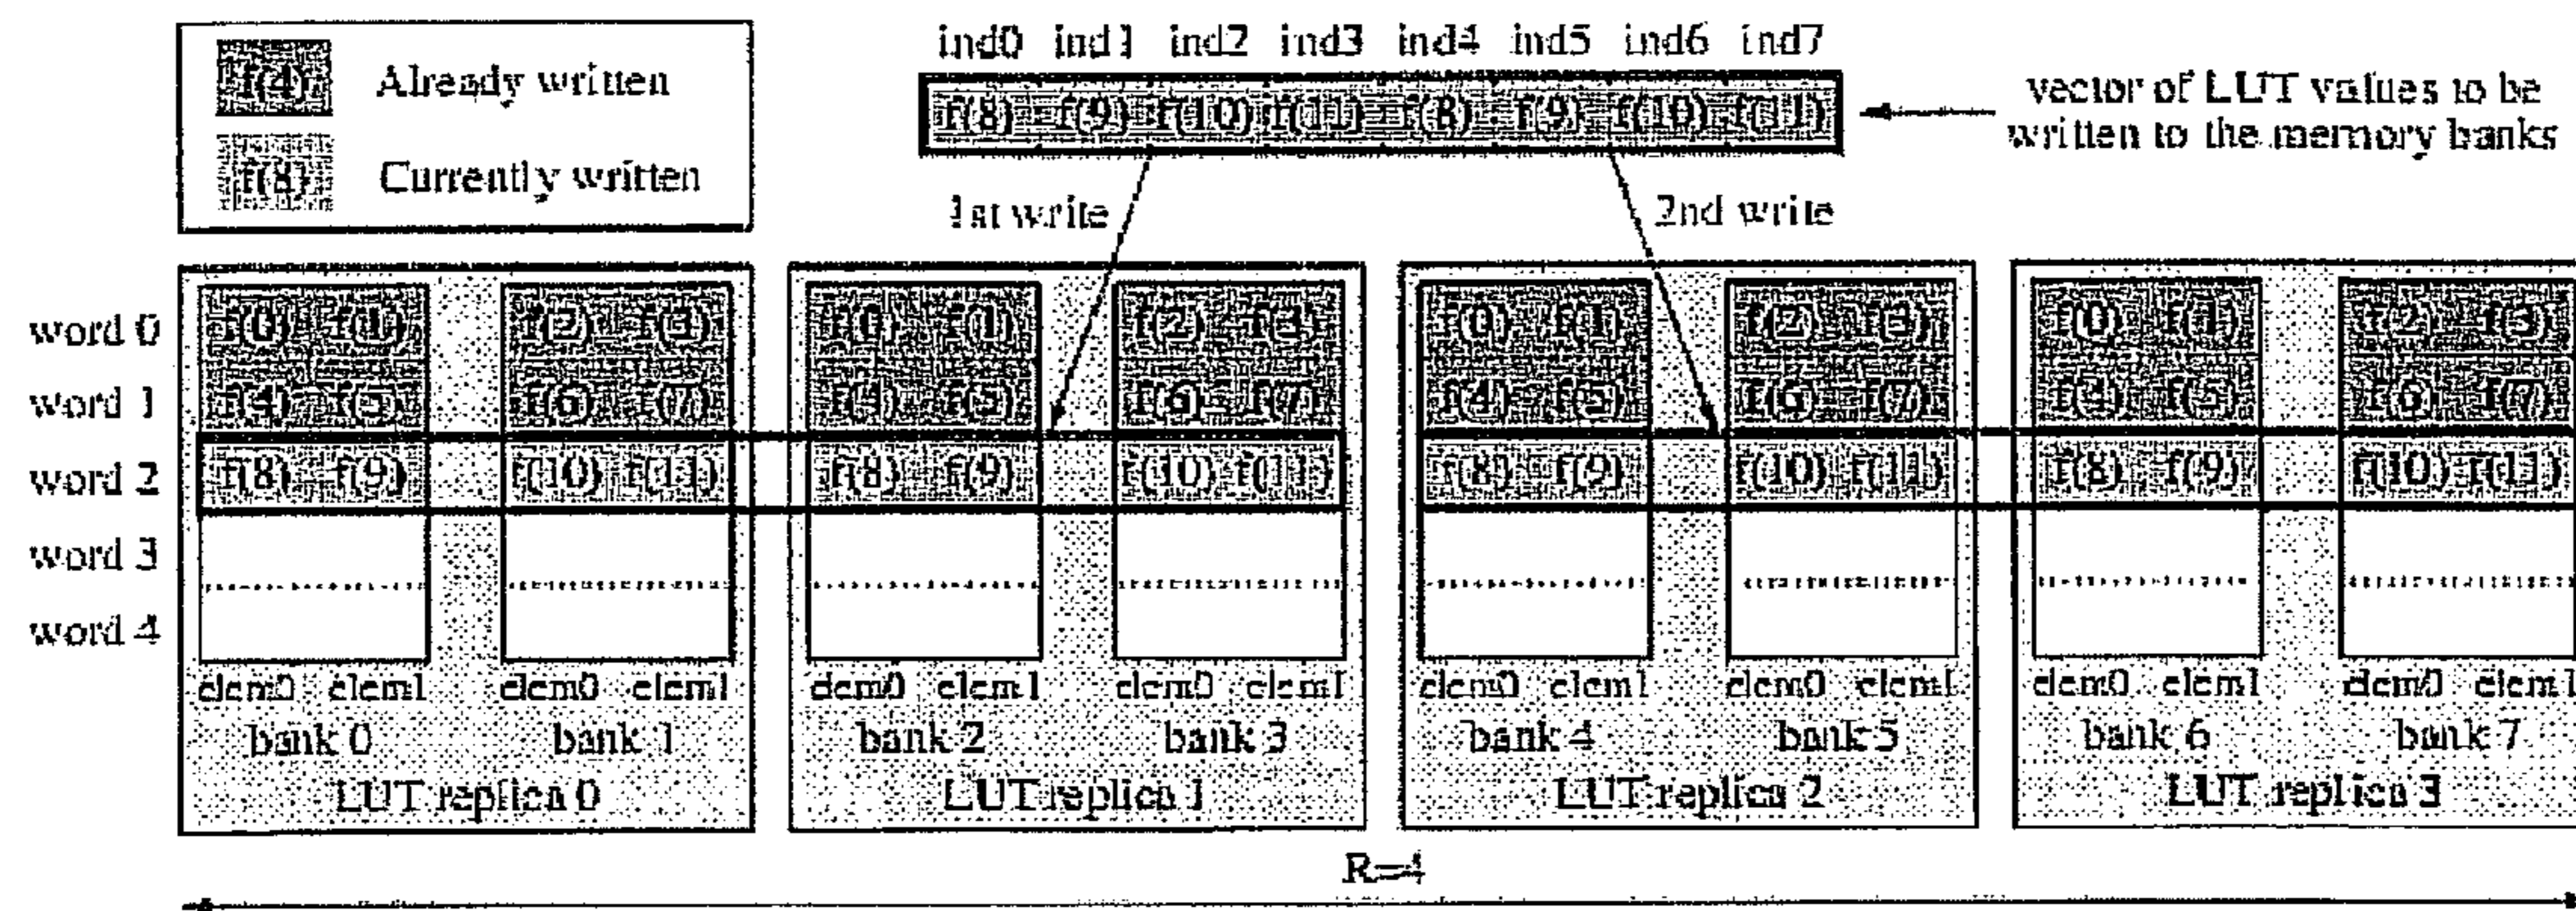 f(4) Already written
f(8) Currently written
ind0 ind1 ind2 ind3 ind4 ind5 ind6 ind7
f(8) f(9) f(10) f(11) f(8) f(9) f(10) f(11)
vector of LUT values to be
written to the memory banks
1st write
2nd write
word 0 f(0) f(1) f(2) f(3) f(0) f(1) f(2) f(3) f(0) f(1) f(2) f(3) f(0) f(1) f(2) f(3)
word 1 f(4) f(5) f(6) f(7) f(4) f(5) f(6) f(7) f(4) f(5) f(6) f(7) f(4) f(5) f(6) f(7)
word 2 f(8) f(9) f(10) f(11) f(8) f(9) f(10) f(11) f(8) f(9) f(10) f(11) f(8) f(9) f(10) f(11)
word 3
word 4
elem0 elem1 elem0 elem1 elem0 elem1 elem0 elem1 elem0 elem1 elem0 elem1 elem0 elem1 elem0 elem1
bank 0 bank 1 bank 2 bank 3 bank 4 bank 5 bank 6 bank 7
LUT replica 0 LUT replica 1 LUT replica 2 LUT replica 3
R=4